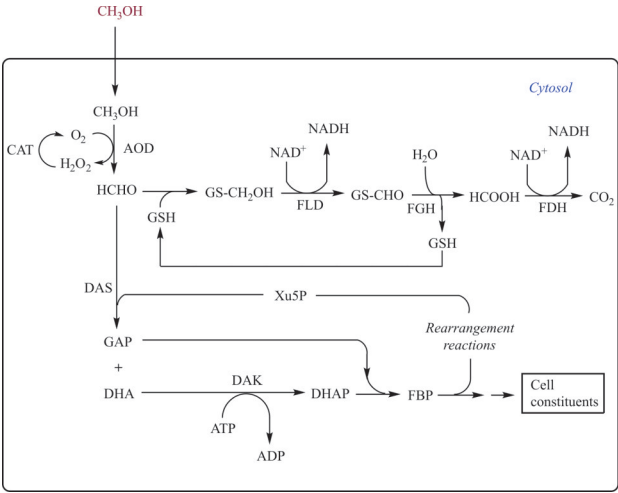 CH₃OH
Cytosol
CH₃OH
NADH
NADH
O₂
CAT
AOD
NAD⁺
H₂O
NAD⁺
H₂O₂
HCHO
GS-CH₂OH
GS-CHO
HCOOH
CO₂
FLD
FGH
FDH
GSH
GSH
DAS
Xu5P
Rearrangement
reactions
GAP
+
DAK
Cell
DHA
DHAP
FBP
constituents
ATP
ADP